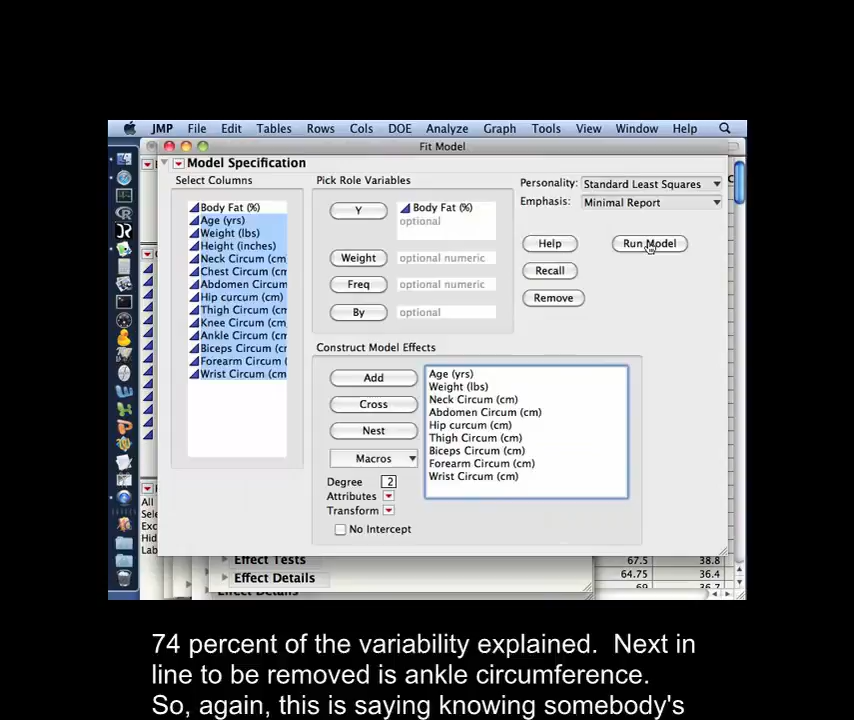 JMP File Edit Tables Rows Cols DOE Analyze Graph Tools View Window Help
Fit Model
Model Specification
Select Columns
Body Fat (%)
Age (yrs)
Weight (lbs)
Height (inches)
Neck Circum (cm
Chest Circum (cm
Abdomen Circum
Hip curcum (cm)
Thigh Circum (cm
Knee Circum (cm)
Ankle Circum (cm
Biceps Circum (cm
Forearm Circum (
Wrist Circum (cm)
Pick Role Variables
Y
Body Fat (%)
optional
Weight
optional numeric
Freq
optional numeric
By
optional
Personality: Standard Least Squares
Emphasis: Minimal Report
Help
Run Model
Recall
Remove
Construct Model Effects
Add
Cross
Nest
Macros
Degree 2
Attributes
Transform
No Intercept
Age (yrs)
Weight (lbs)
Neck Circum (cm)
Abdomen Circum (cm)
Hip curcum (cm)
Thigh Circum (cm)
Biceps Circum (cm)
Forearm Circum (cm)
Wrist Circum (cm)
All
Sele
Exc
Hid
Lab
Effect Tests
Effect Details
67.5 38.8
64.75 36.4
74 percent of the variability explained. Next in
line to be removed is ankle circumference.
So, again, this is saying knowing somebody's